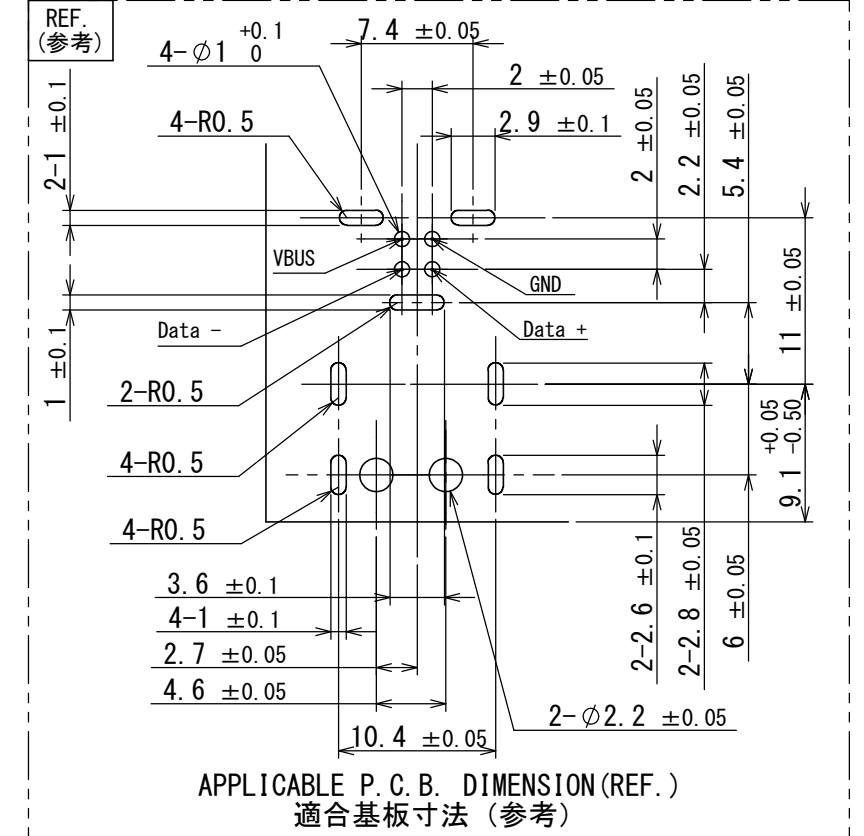 REF.
(参考)
4-∅1 +0.1 0
7.4 ±0.05
2 ±0.05
2.9 ±0.1
4-R0.5
2-1 ±0.1
2 ±0.05
2.2 ±0.05
5.4 ±0.05
VBUS
GND
11 ±0.05
Data -
Data +
1 ±0.1
2-R0.5
4-R0.5
9.1 +0.05 -0.50
4-R0.5
3.6 ±0.1
4-1 ±0.1
2.7 ±0.05
4.6 ±0.05
2-2.6 ±0.1
2-2.8 ±0.05
6 ±0.05
2-∅2.2 ±0.05
10.4 ±0.05
APPLICABLE P.C.B. DIMENSION(REF.)
適合基板寸法 (参考)